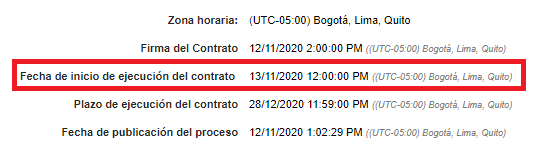 Zona horaria: (UTC-05:00) Bogotá, Lima, Quito
Firma del Contrato 12/11/2020 2:00:00 PM ((UTC-05:00) Bogotá, Lima, Quito)
Fecha de inicio de ejecución del contrato 13/11/2020 12:00:00 PM ((UTC-05:00) Bogotá, Lima, Quito)
Plazo de ejecución del contrato 28/12/2020 11:59:00 PM ((UTC-05:00) Bogotá, Lima, Quito)
Fecha de publicación del proceso 12/11/2020 1:02:29 PM ((UTC-05:00) Bogotá, Lima, Quito)